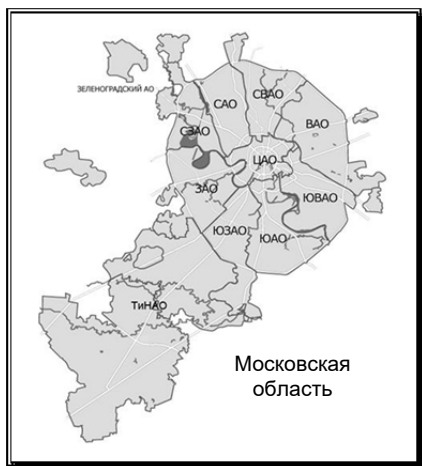 ЗЕЛЕНОГРАДСКИЙ АО
САО
СВАО
СЗАО
ВАО
ЦАО
ЗАО
ЮВАО
ЮЗАО
ЮАО
ТиНАО
Московская
область